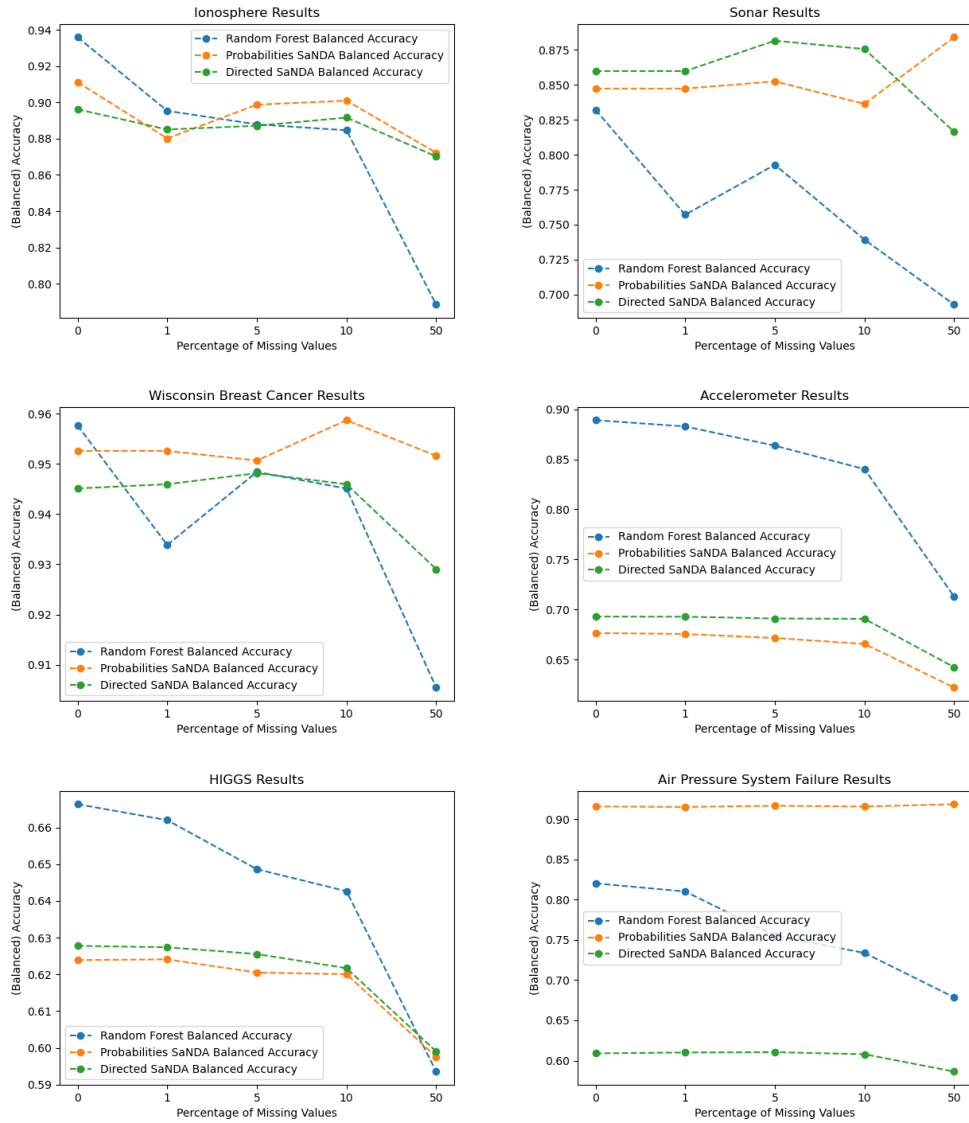 Ionosphere Results
0.94
0.92
0.90
0.88
0.86
0.84
0.82
0.80
(Balanced) Accuracy
Random Forest Balanced Accuracy
Probabilities SaNDA Balanced Accuracy
Directed SaNDA Balanced Accuracy
0 1 5 10 50
Percentage of Missing Values
Sonar Results
0.875
0.850
0.825
0.800
0.775
0.750
0.725
0.700
(Balanced) Accuracy
Random Forest Balanced Accuracy
Probabilities SaNDA Balanced Accuracy
Directed SaNDA Balanced Accuracy
0 1 5 10 50
Percentage of Missing Values
Wisconsin Breast Cancer Results
0.96
0.95
0.94
0.93
0.92
0.91
(Balanced) Accuracy
Random Forest Balanced Accuracy
Probabilities SaNDA Balanced Accuracy
Directed SaNDA Balanced Accuracy
0 1 5 10 50
Percentage of Missing Values
Accelerometer Results
0.90
0.85
0.80
0.75
0.70
0.65
(Balanced) Accuracy
Random Forest Balanced Accuracy
Probabilities SaNDA Balanced Accuracy
Directed SaNDA Balanced Accuracy
0 1 5 10 50
Percentage of Missing Values
HIGGS Results
0.66
0.65
0.64
0.63
0.62
0.61
0.60
0.59
(Balanced) Accuracy
Random Forest Balanced Accuracy
Probabilities SaNDA Balanced Accuracy
Directed SaNDA Balanced Accuracy
0 1 5 10 50
Percentage of Missing Values
Air Pressure System Failure Results
0.90
0.85
0.80
0.75
0.70
0.65
0.60
(Balanced) Accuracy
Random Forest Balanced Accuracy
Probabilities SaNDA Balanced Accuracy
Directed SaNDA Balanced Accuracy
0 1 5 10 50
Percentage of Missing Values